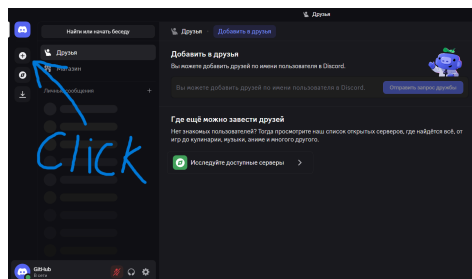 Друзья
Найти или начать беседу
Друзья
Добавить в друзья
Друзья
Магазин
Личные сообщения
Добавить в друзья
Вы можете добавить друзей по имени пользователя в Discord.
Вы можете добавить друзей по имени пользователя в Discord.
Отправить запрос дружбы
Где ещё можно завести друзей
Нет знакомых пользователей? Тогда просмотрите наш список открытых серверов, где найдётся всё, от
игр до кулинарии, музыки, аниме и многого другого.
Исследуйте доступные серверы
Click
GitHub
В сети